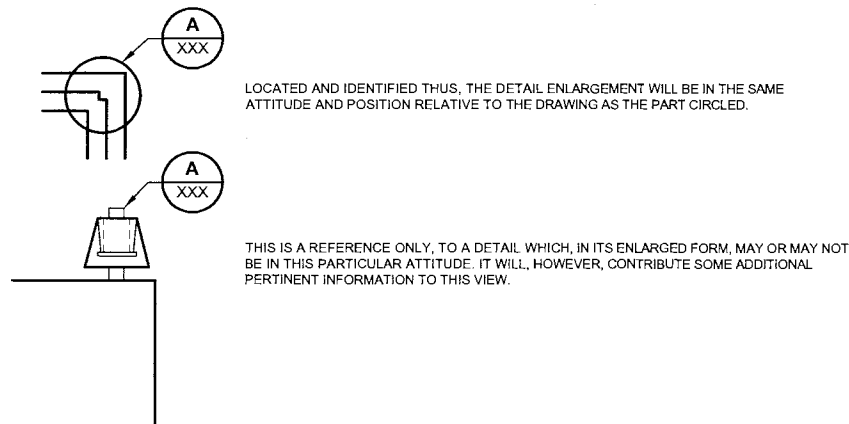 A
XXX
LOCATED AND IDENTIFIED THUS, THE DETAIL ENLARGEMENT WILL BE IN THE SAME
ATTITUDE AND POSITION RELATIVE TO THE DRAWING AS THE PART CIRCLED.
A
XXX
THIS IS A REFERENCE ONLY, TO A DETAIL WHICH, IN ITS ENLARGED FORM, MAY OR MAY NOT
BE IN THIS PARTICULAR ATTITUDE. IT WILL, HOWEVER, CONTRIBUTE SOME ADDITIONAL
PERTINENT INFORMATION TO THIS VIEW.